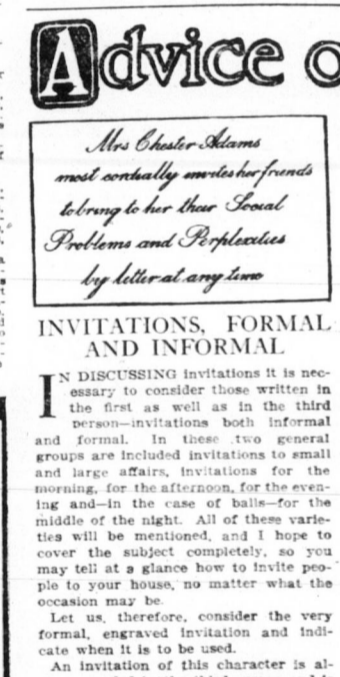 Advice o
Mrs Chester Adams
most cordially invites her friends
to bring to her their Social
Problems and Perplexities
by letter at any time
INVITATIONS, FORMAL
AND INFORMAL
IN DISCUSSING invitations it is nec-
essary to consider those written in
the first as well as in the third
person—invitations both informal
and formal. In these two general
groups are included invitations to small
and large affairs, invitations for the
morning, for the afternoon, for the even-
ing and—in the case of balls—for the
middle of the night. All of these varie-
ties will be mentioned, and I hope to
cover the subject completely, so you
may tell at a glance how to invite peo-
ple to your house, no matter what the
occasion may be.
Let us, therefore, consider the very
formal, engraved invitation and indi-
cate when it is to be used.
An invitation of this character is al-